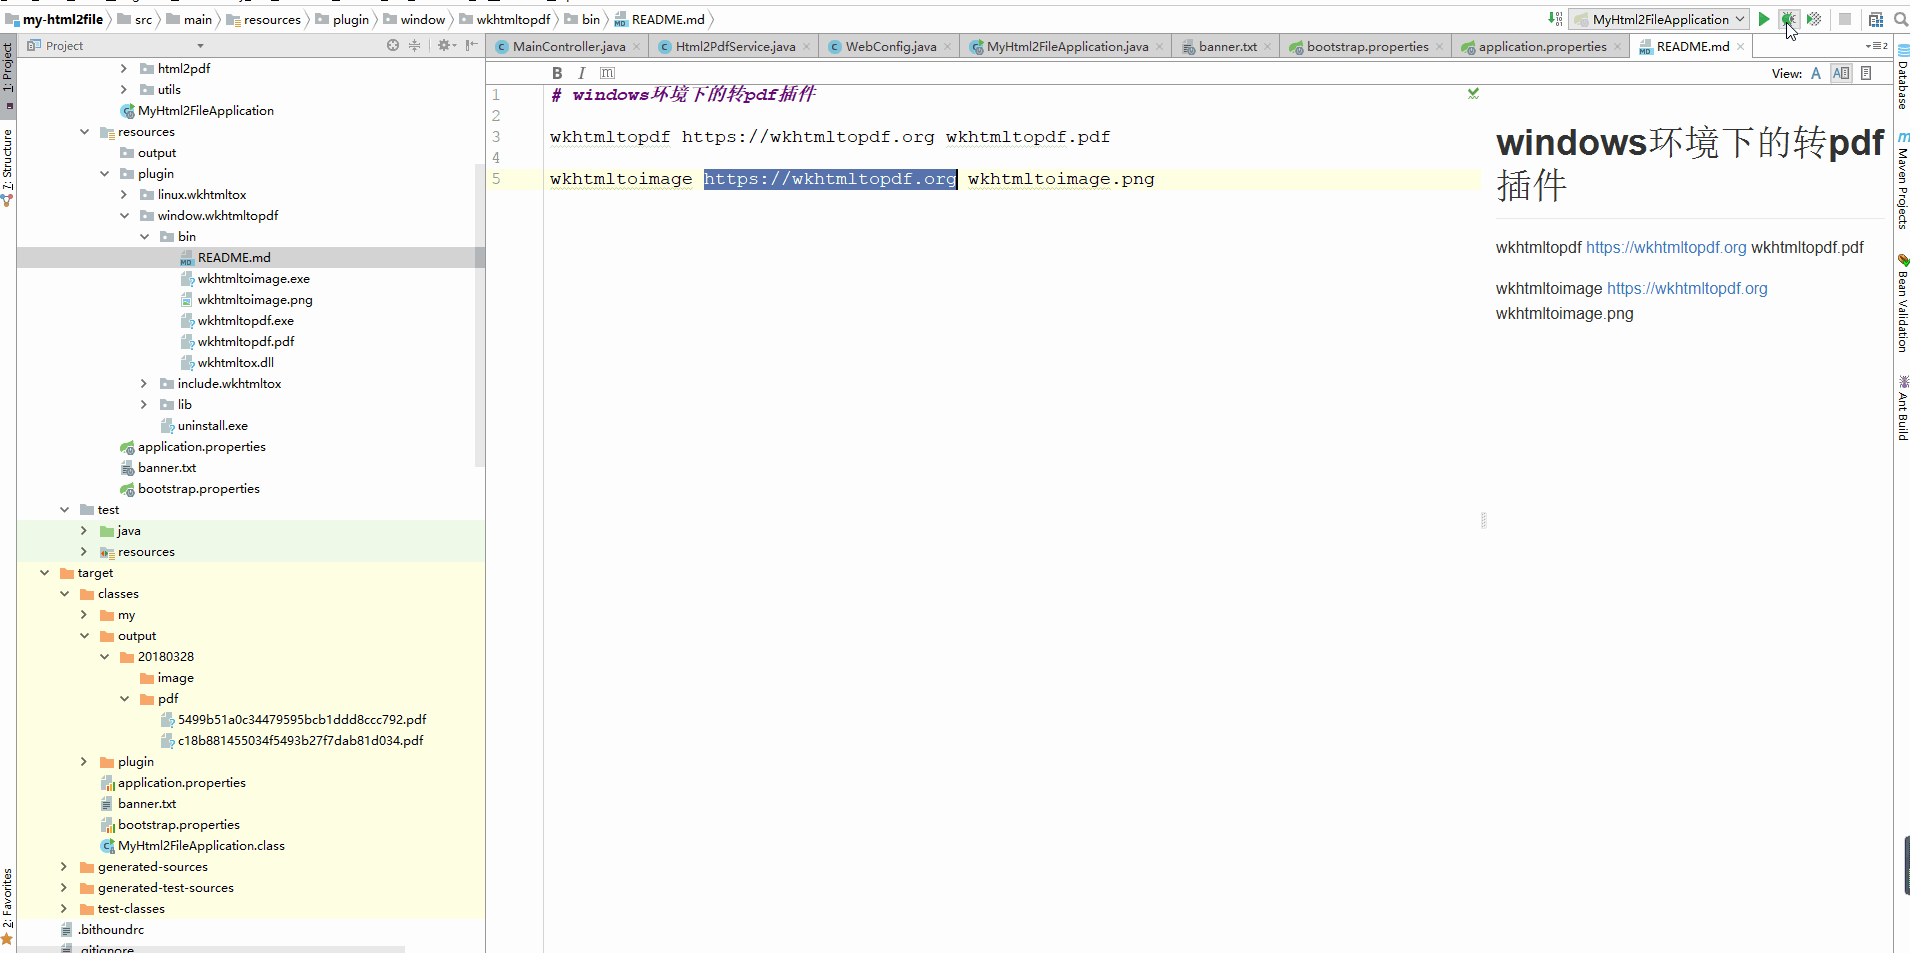 my-html2file src main resources plugin window wkhtmltopdf bin README.md
MyHtml2FileApplication
Project
MainController.java Html2PdfService.java WebConfig.java MyHtml2FileApplication.java banner.txt bootstrap.properties application.properties README.md
2
B I m
View: A
1: Project
7: Structure
2: Favorites
html2pdf
utils
MyHtml2FileApplication
resources
output
plugin
linux.wkhtmltox
window.wkhtmltopdf
bin
README.md
wkhtmltoimage.exe
wkhtmltoimage.png
wkhtmltopdf.exe
wkhtmltopdf.pdf
wkhtmltox.dll
include.wkhtmltox
lib
uninstall.exe
application.properties
banner.txt
bootstrap.properties
test
java
resources
target
classes
my
output
20180328
image
pdf
5499b51a0c34479595bcb1ddd8ccc792.pdf
c18b881455034f5493b27f7dab81d034.pdf
plugin
application.properties
banner.txt
bootstrap.properties
MyHtml2FileApplication.class
generated-sources
generated-test-sources
test-classes
.bithoundrc
.gitignore
1 # windows环境下的转pdf插件
2
3 wkhtmltopdf https://wkhtmltopdf.org wkhtmltopdf.pdf
4
5 wkhtmltoimage https://wkhtmltopdf.org wkhtmltoimage.png
windows环境下的转pdf
插件
wkhtmltopdf https://wkhtmltopdf.org wkhtmltopdf.pdf
wkhtmltoimage https://wkhtmltopdf.org
wkhtmltoimage.png
Database
Maven Projects
Bean Validation
Ant Build